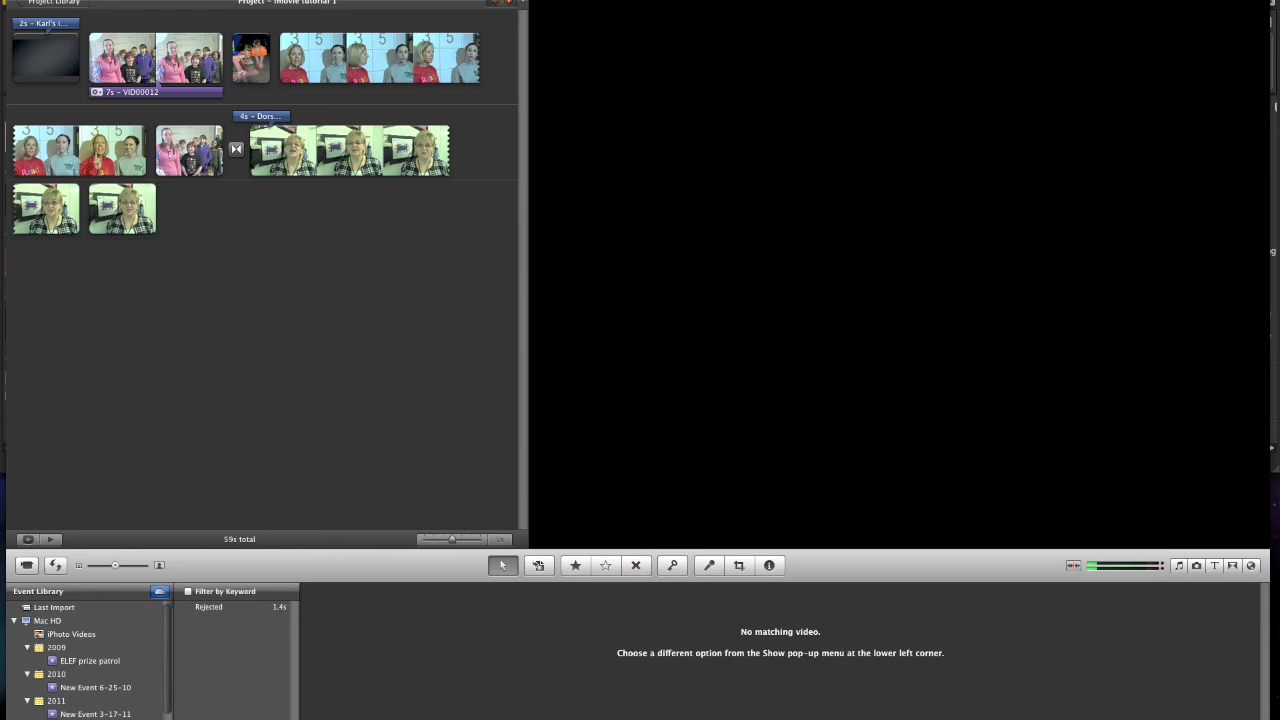 Project Library
Project - imovie tutorial 1
2s - Karl's i...
7s - VID00012
4s - Dors...
59s total
5s
Event Library
Filter by Keyword
Last Import
Rejected
1.4s
Mac HD
iPhoto Videos
No matching video.
2009
Choose a different option from the Show pop-up menu at the lower left corner.
ELEF prize patrol
2010
New Event 6-25-10
2011
New Event 3-17-11